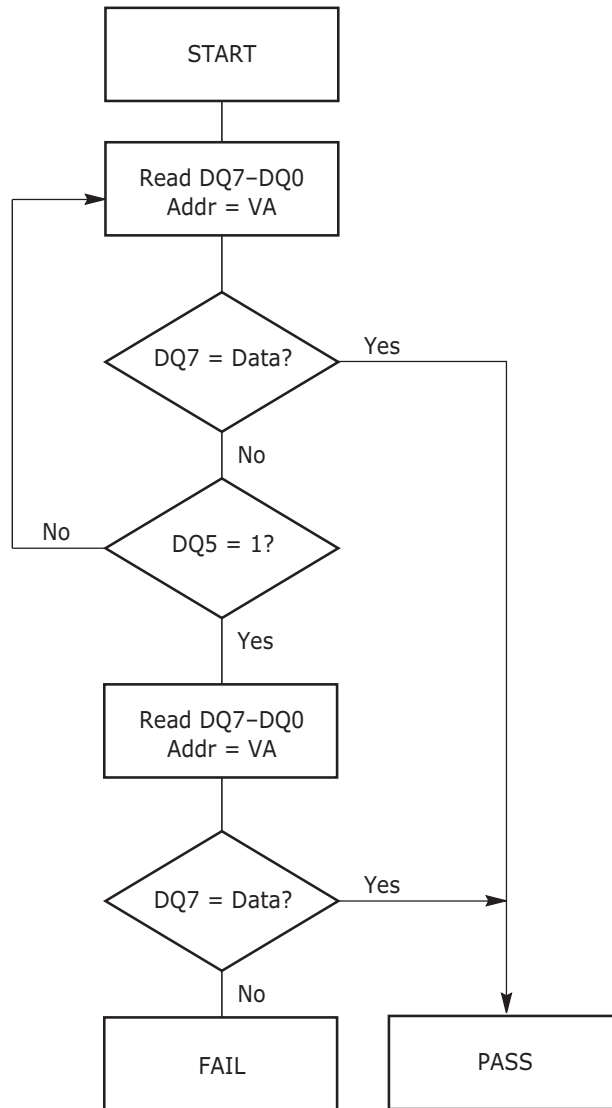 START
Read DQ7–DQ0
Addr = VA
DQ7 = Data?
Yes
No
DQ5 = 1?
No
Yes
Read DQ7–DQ0
Addr = VA
DQ7 = Data?
Yes
No
FAIL
PASS